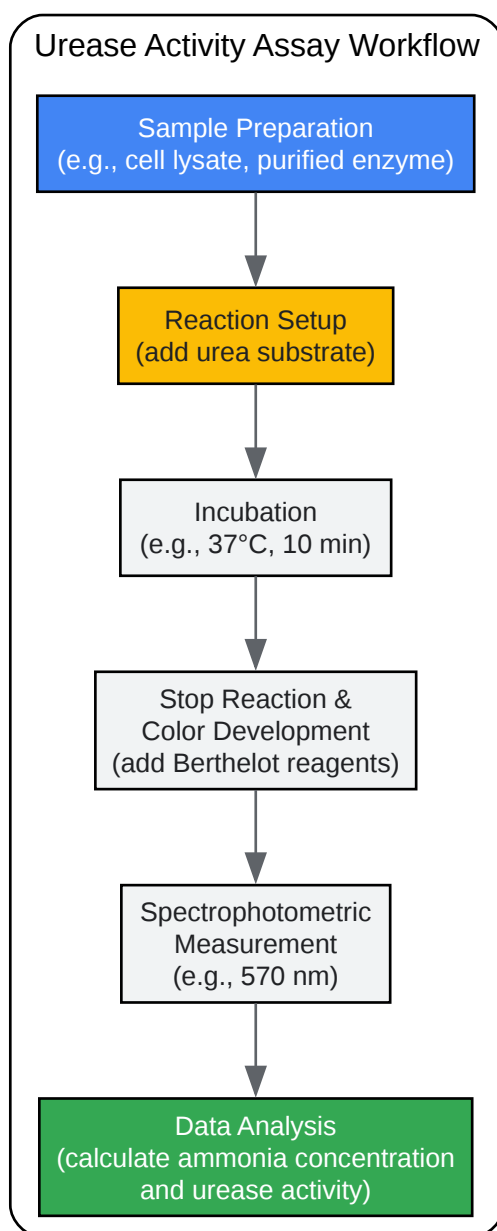 Urease Activity Assay Workflow
Sample Preparation
(e.g., cell lysate, purified enzyme)
Reaction Setup
(add urea substrate)
Incubation
(e.g., 37°C, 10 min)
Stop Reaction &
Color Development
(add Berthelot reagents)
Spectrophotometric
Measurement
(e.g., 570 nm)
Data Analysis
(calculate ammonia concentration
and urease activity)